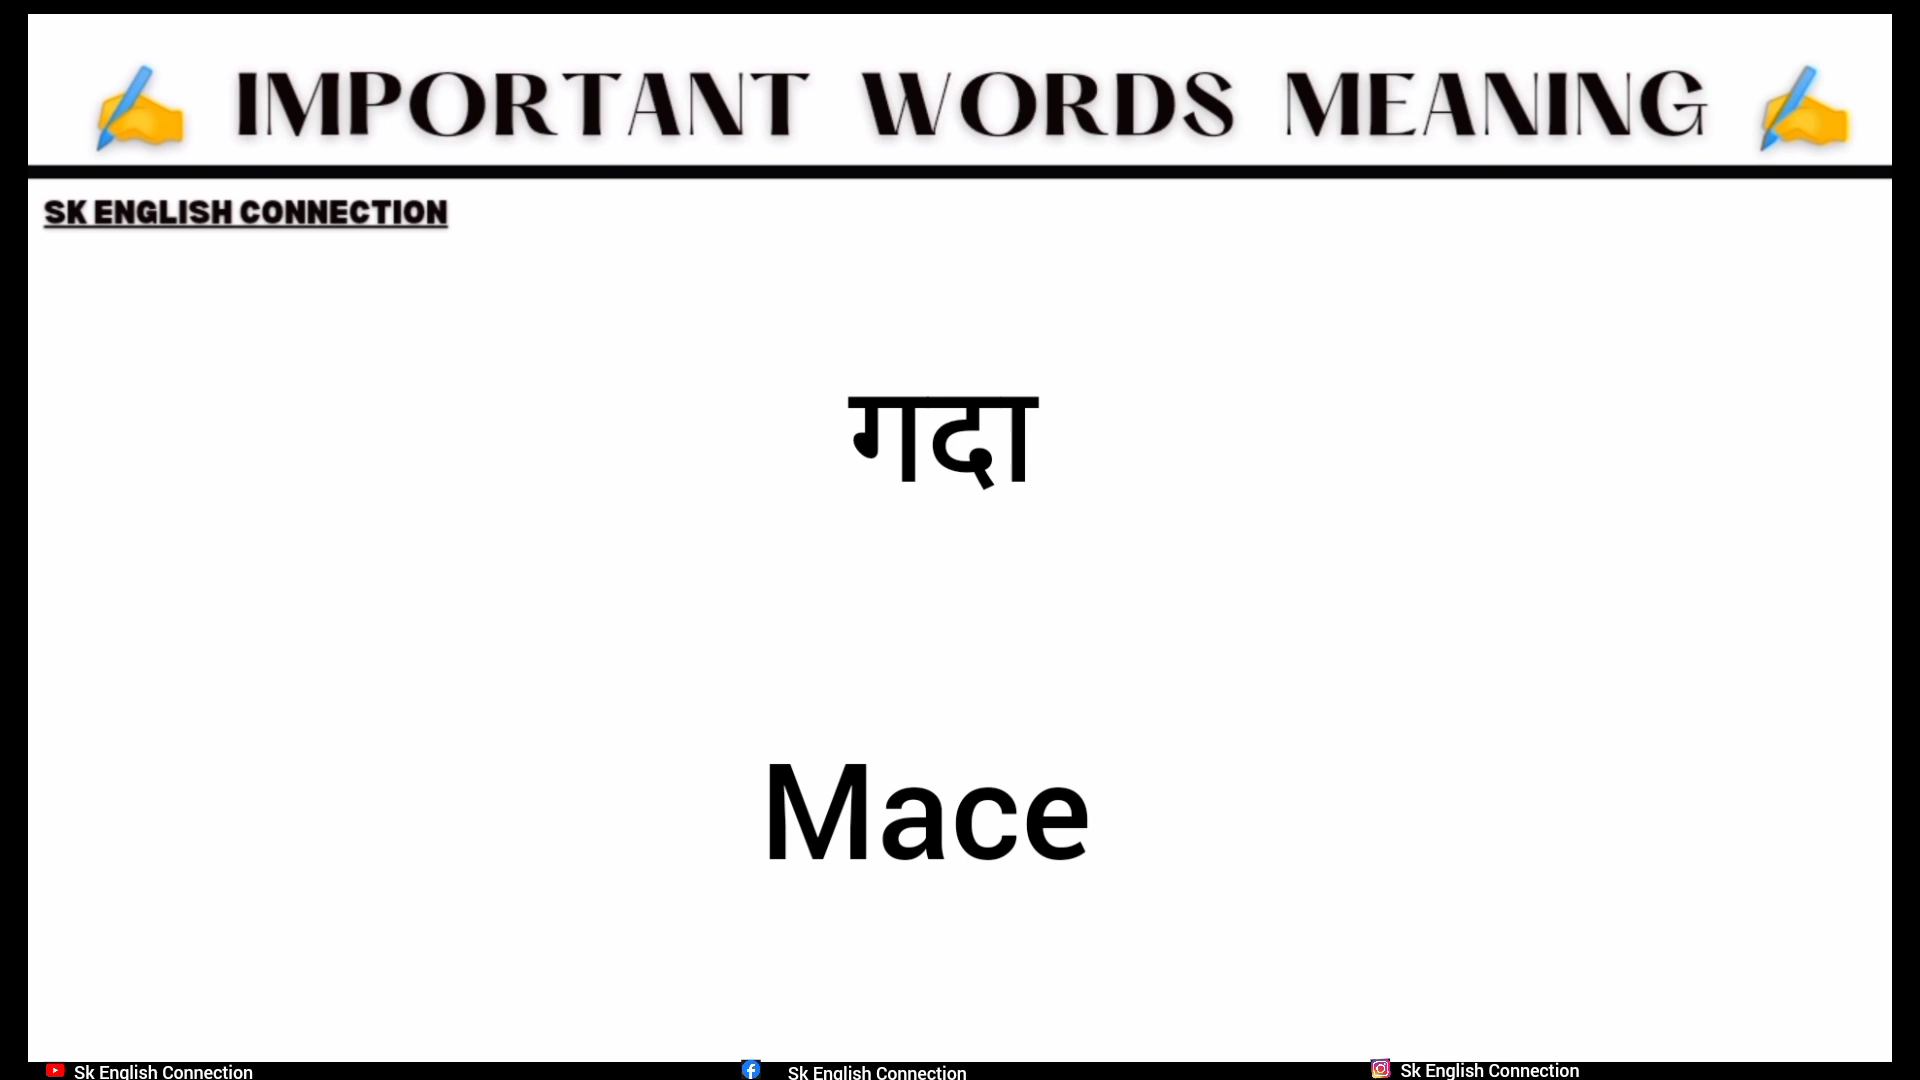 IMPORTANT WORDS MEANING
SK ENGLISH CONNECTION
गदा
Mace
Sk English Connection
Sk English Connection
Sk English Connection